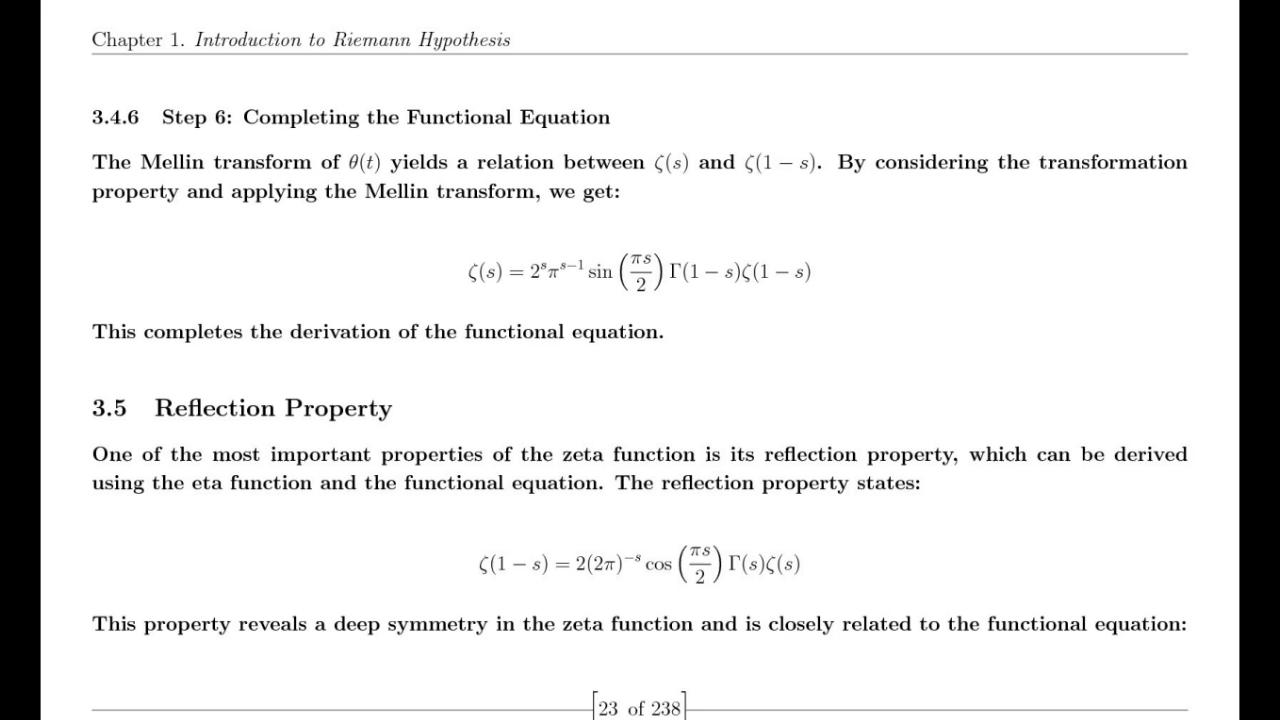 Chapter 1. Introduction to Riemann Hypothesis
3.4.6 Step 6: Completing the Functional Equation
The Mellin transform of θ(t) yields a relation between ζ(s) and ζ(1 − s). By considering the transformation
property and applying the Mellin transform, we get:
ζ(s) = 2^s π^{s−1} sin (πs/2) Γ(1 − s)ζ(1 − s)
This completes the derivation of the functional equation.
3.5 Reflection Property
One of the most important properties of the zeta function is its reflection property, which can be derived
using the eta function and the functional equation. The reflection property states:
ζ(1 − s) = 2(2π)^{−s} cos (πs/2) Γ(s)ζ(s)
This property reveals a deep symmetry in the zeta function and is closely related to the functional equation:
[23 of 238]